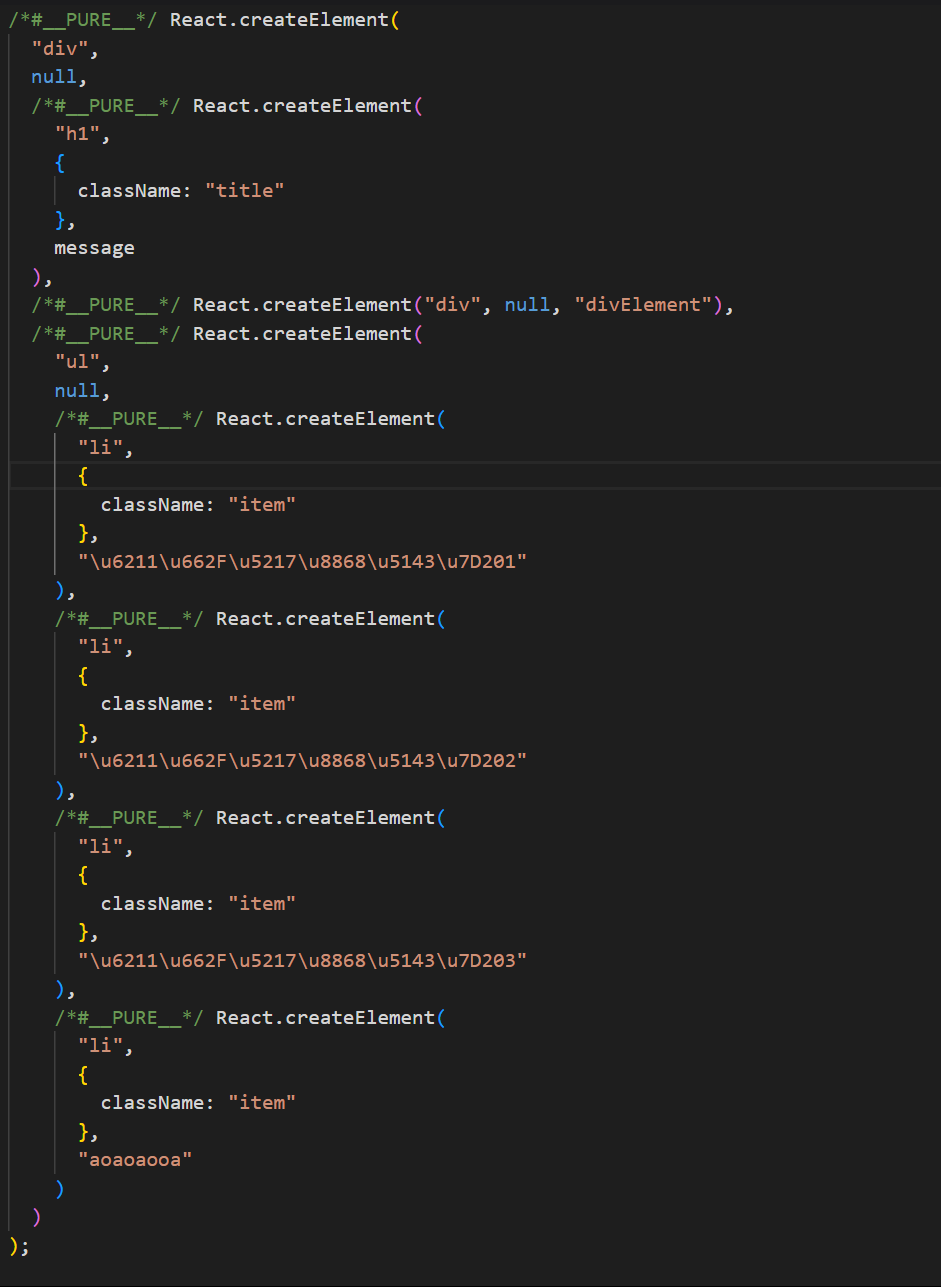 /*#__PURE__*/ React.createElement(
  "div",
  null,
  /*#__PURE__*/ React.createElement(
    "h1",
    {
      className: "title"
    },
    message
  ),
  /*#__PURE__*/ React.createElement("div", null, "divElement"),
  /*#__PURE__*/ React.createElement(
    "ul",
    null,
    /*#__PURE__*/ React.createElement(
      "li",
      {
        className: "item"
      },
      "\u6211\u662F\u5217\u8868\u5143\u7D201"
    ),
    /*#__PURE__*/ React.createElement(
      "li",
      {
        className: "item"
      },
      "\u6211\u662F\u5217\u8868\u5143\u7D202"
    ),
    /*#__PURE__*/ React.createElement(
      "li",
      {
        className: "item"
      },
      "\u6211\u662F\u5217\u8868\u5143\u7D203"
    ),
    /*#__PURE__*/ React.createElement(
      "li",
      {
        className: "item"
      },
      "aoaoaooa"
    )
  )
);